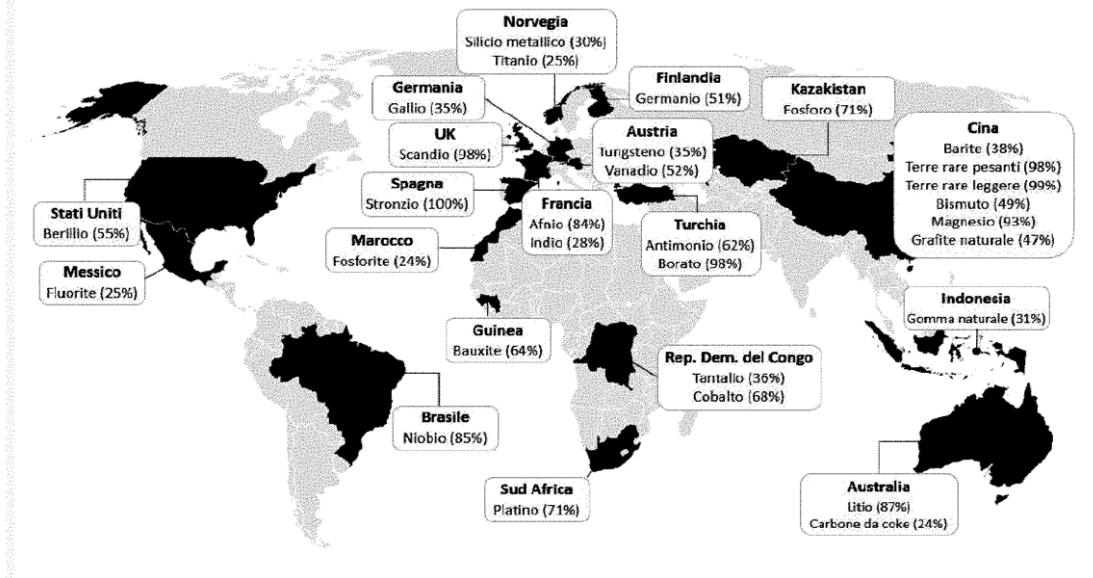 Norvegia
Silicio metallico (30%)
Titanio (25%)
Germania
Gallio (35%)
Finlandia
Germanio (51%)
Kazakistan
Fosforo (71%)
UK
Scandio (98%)
Austria
Tungsteno (35%)
Vanadio (52%)
Cina
Barite (38%)
Terre rare pesanti (98%)
Terre rare leggere (99%)
Bismuto (49%)
Magnesio (93%)
Grafite naturale (47%)
Spagna
Stronzio (100%)
Francia
Afnio (84%)
Indio (28%)
Stati Uniti
Berillio (55%)
Marocco
Fosforite (24%)
Turchia
Antimonio (62%)
Borato (98%)
Messico
Fluorite (25%)
Indonesia
Gomma naturale (31%)
Guinea
Bauxite (64%)
Rep. Dem. del Congo
Tantalio (36%)
Cobalto (68%)
Brasile
Niobio (85%)
Sud Africa
Platino (71%)
Australia
Litio (87%)
Carbone da coke (24%)